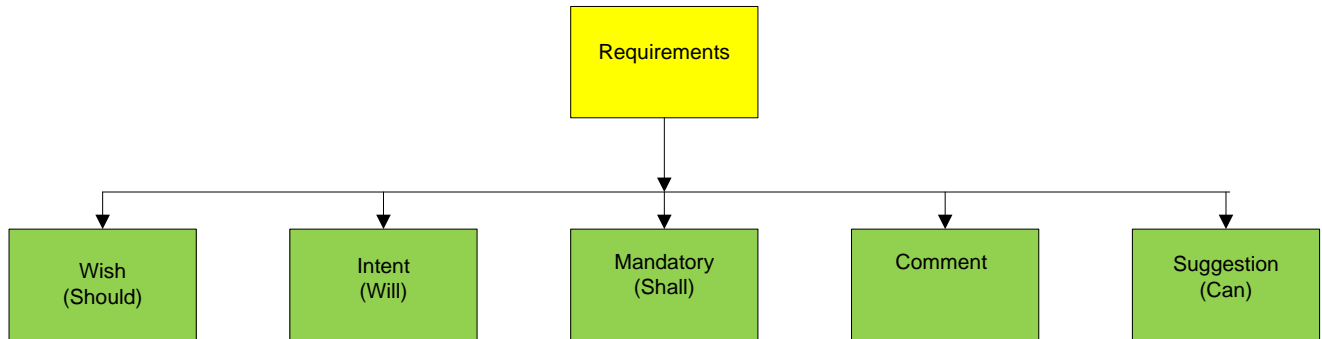 Requirements
Wish
(Should)
Intent
(Will)
Mandatory
(Shall)
Comment
Suggestion
(Can)